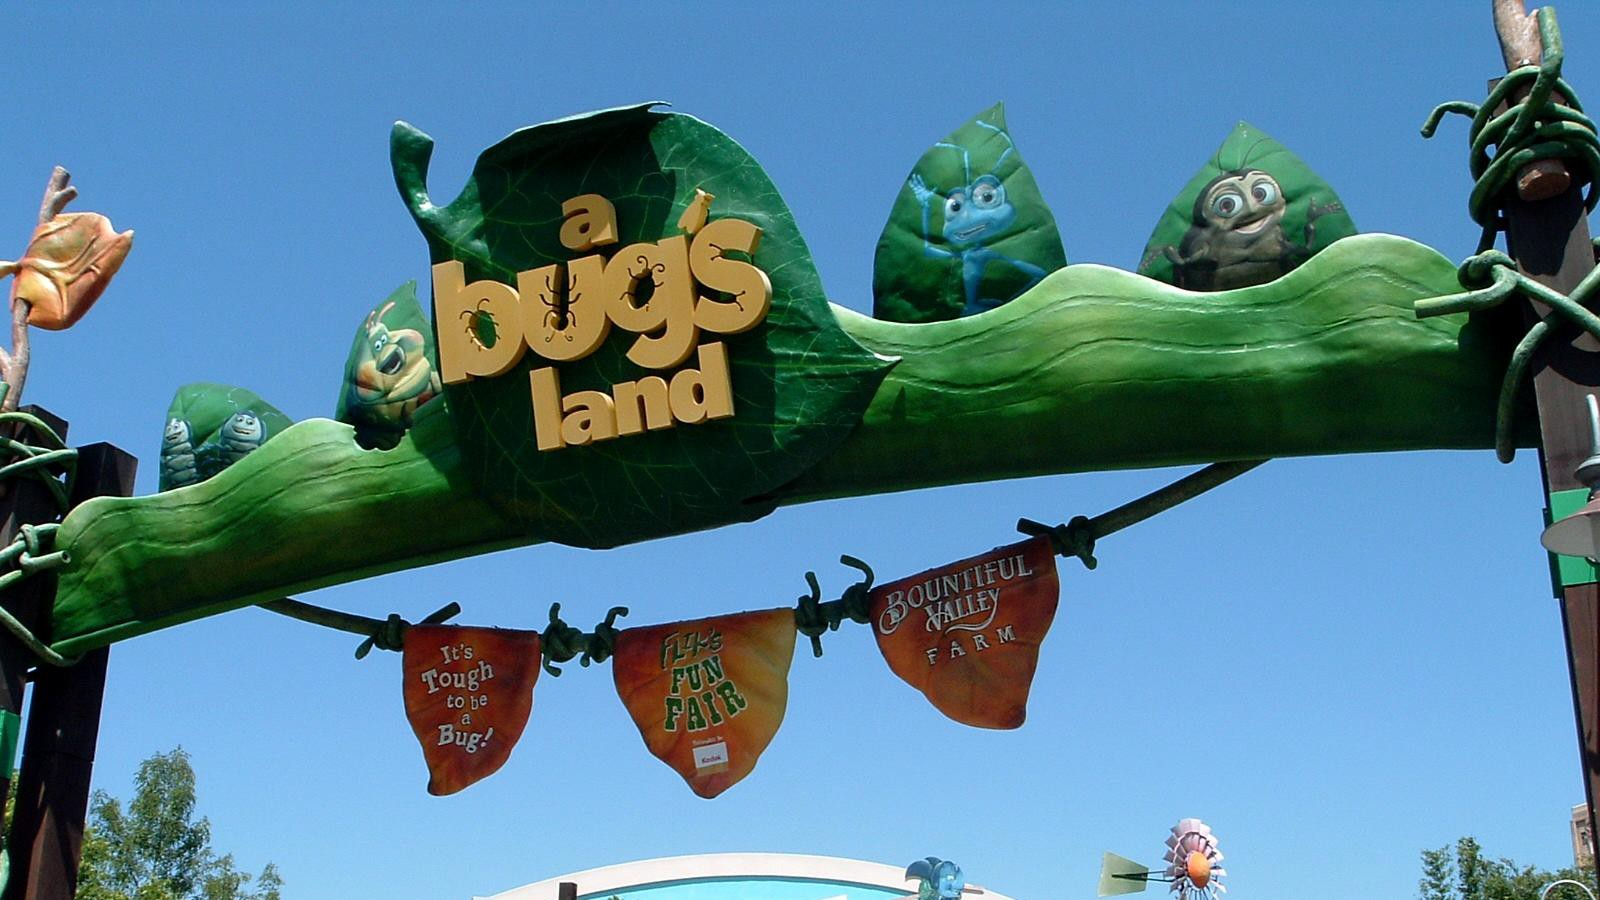 a
bug's
land
It's
Tough
to be
a
Bug!
Flik's
FUN
FAIR
Kodak
BOUNTIFUL
VALLEY
FARM